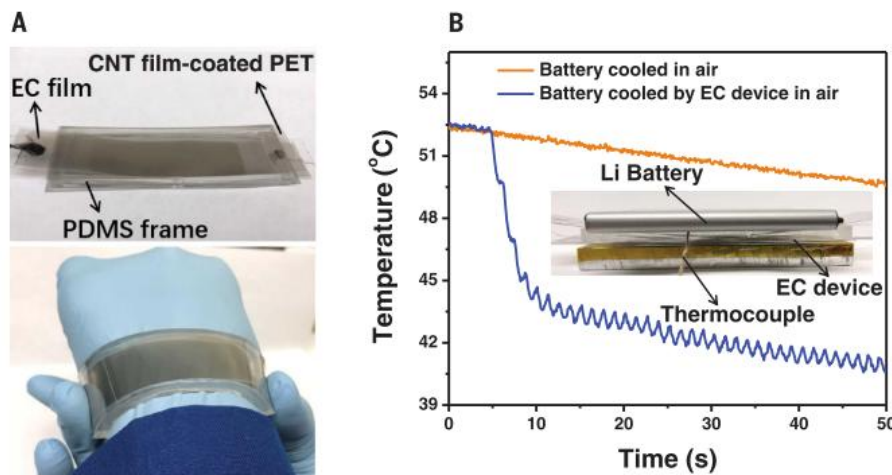 A
CNT film-coated PET
EC film
PDMS frame
B
Battery cooled in air
Battery cooled by EC device in air
Li Battery
EC device
Thermocouple
Temperature (°C)
54
51
48
45
42
39
0
10
20
30
40
50
Time (s)